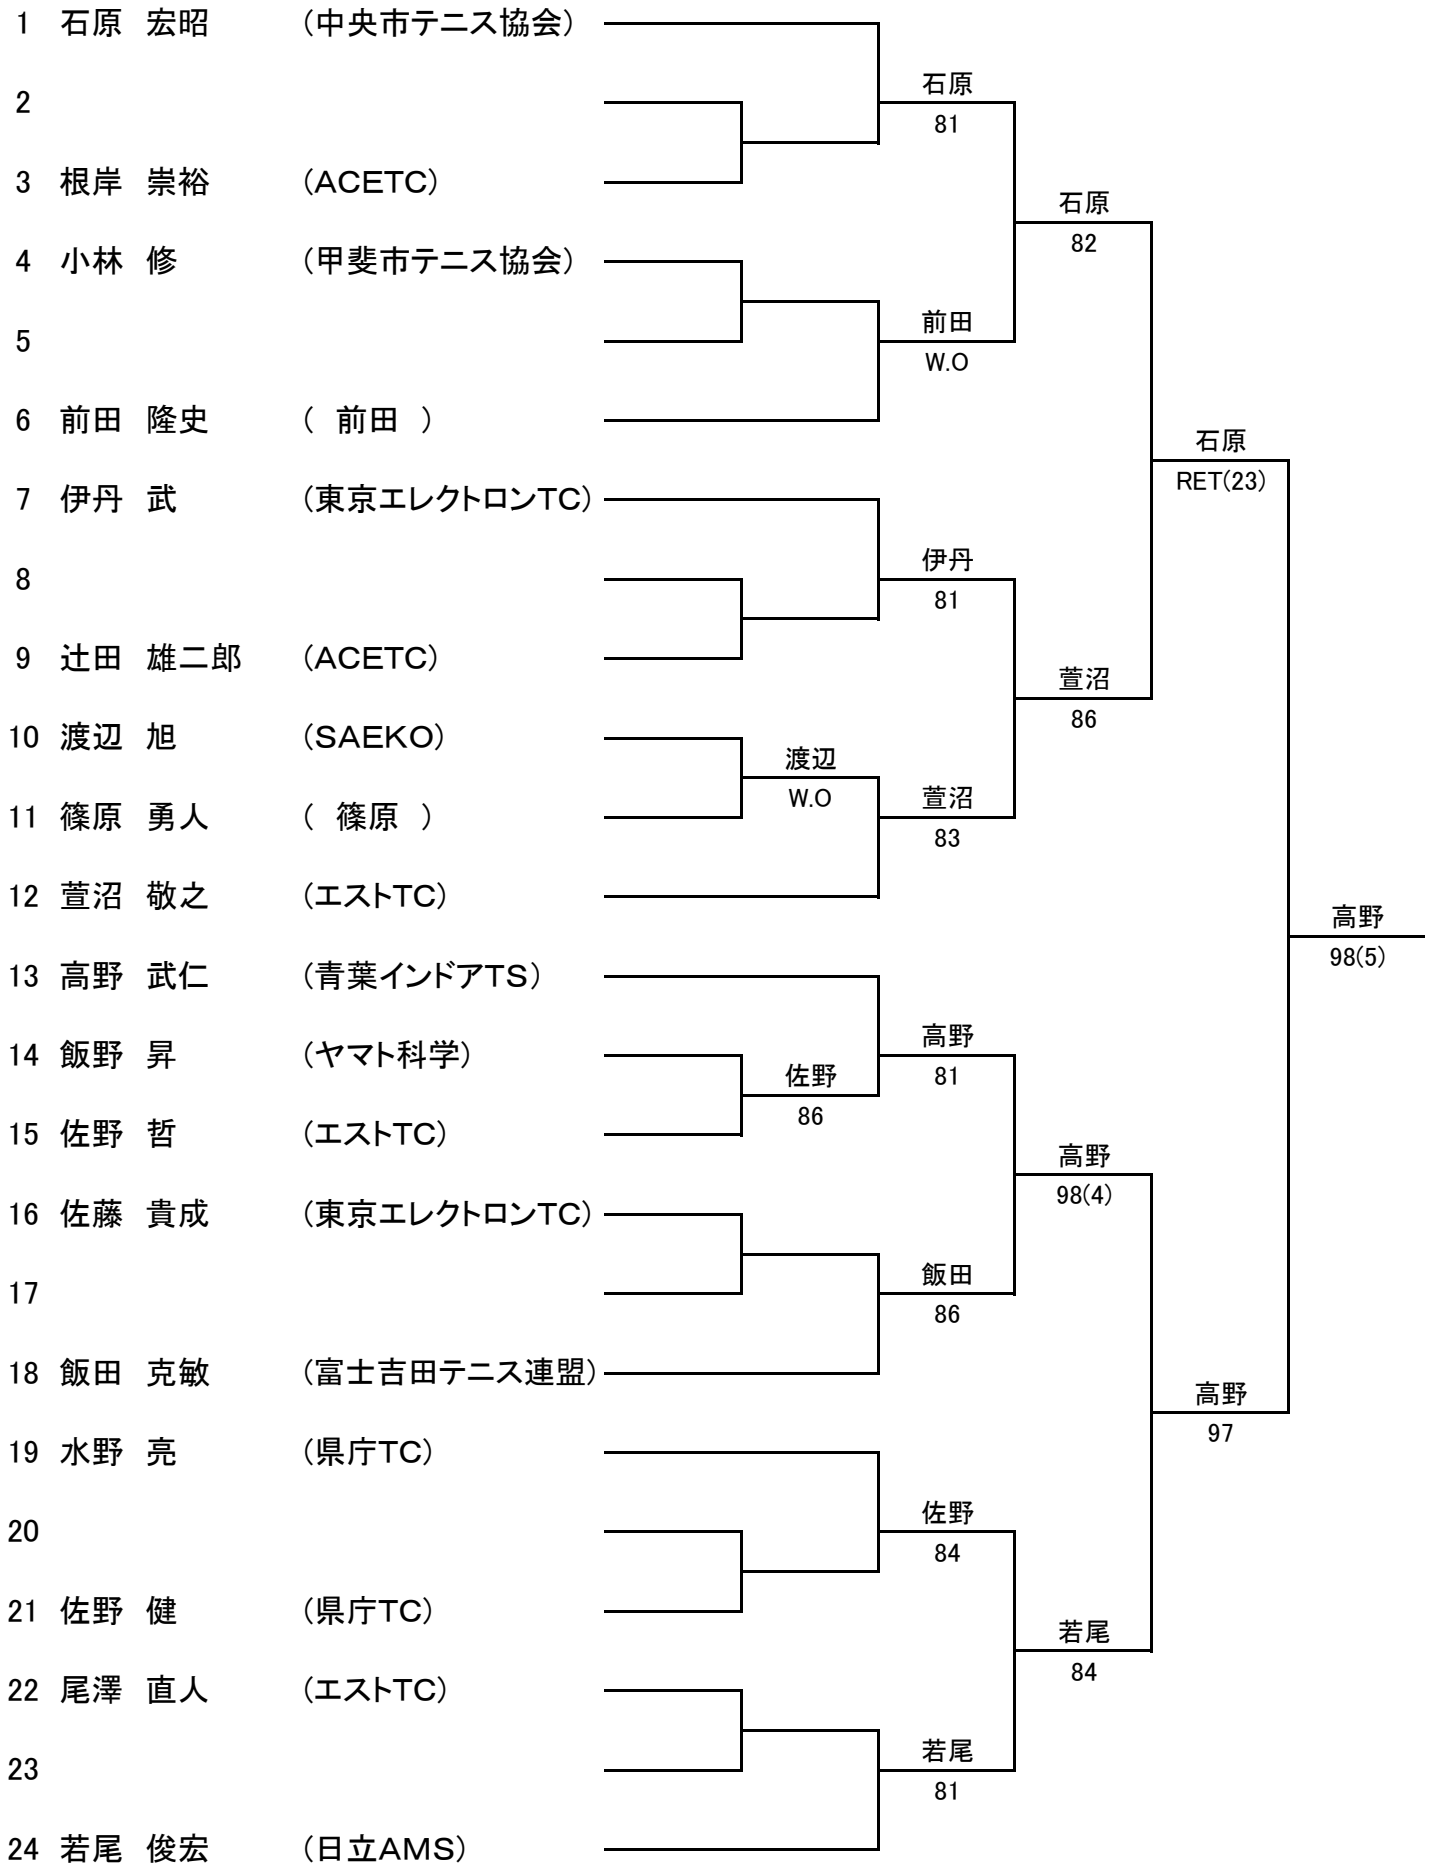 1 石原 宏昭 (中央市テニス協会)
石原
2
81
3 根岸 崇裕 (ACETC)
石原
82
4 小林 修 (甲斐市テニス協会)
前田
5
W.O
6 前田 隆史 ( 前田 )
石原
RET(23)
7 伊丹 武 (東京エレクトロンTC)
伊丹
8
81
9 辻田 雄二郎 (ACETC)
萱沼
86
10 渡辺 旭 (SAEKO)
渡辺
W.O
萱沼
11 篠原 勇人 ( 篠原 )
83
12 萱沼 敬之 (エストTC)
高野
98(5)
13 高野 武仁 (青葉インドアTS)
高野
14 飯野 昇 (ヤマト科学)
81
佐野
86
15 佐野 哲 (エストTC)
高野
98(4)
16 佐藤 貴成 (東京エレクトロンTC)
飯田
17
86
18 飯田 克敏 (富士吉田テニス連盟)
高野
97
19 水野 亮 (県庁TC)
佐野
20
84
21 佐野 健 (県庁TC)
若尾
84
22 尾澤 直人 (エストTC)
若尾
23
81
24 若尾 俊宏 (日立AMS)